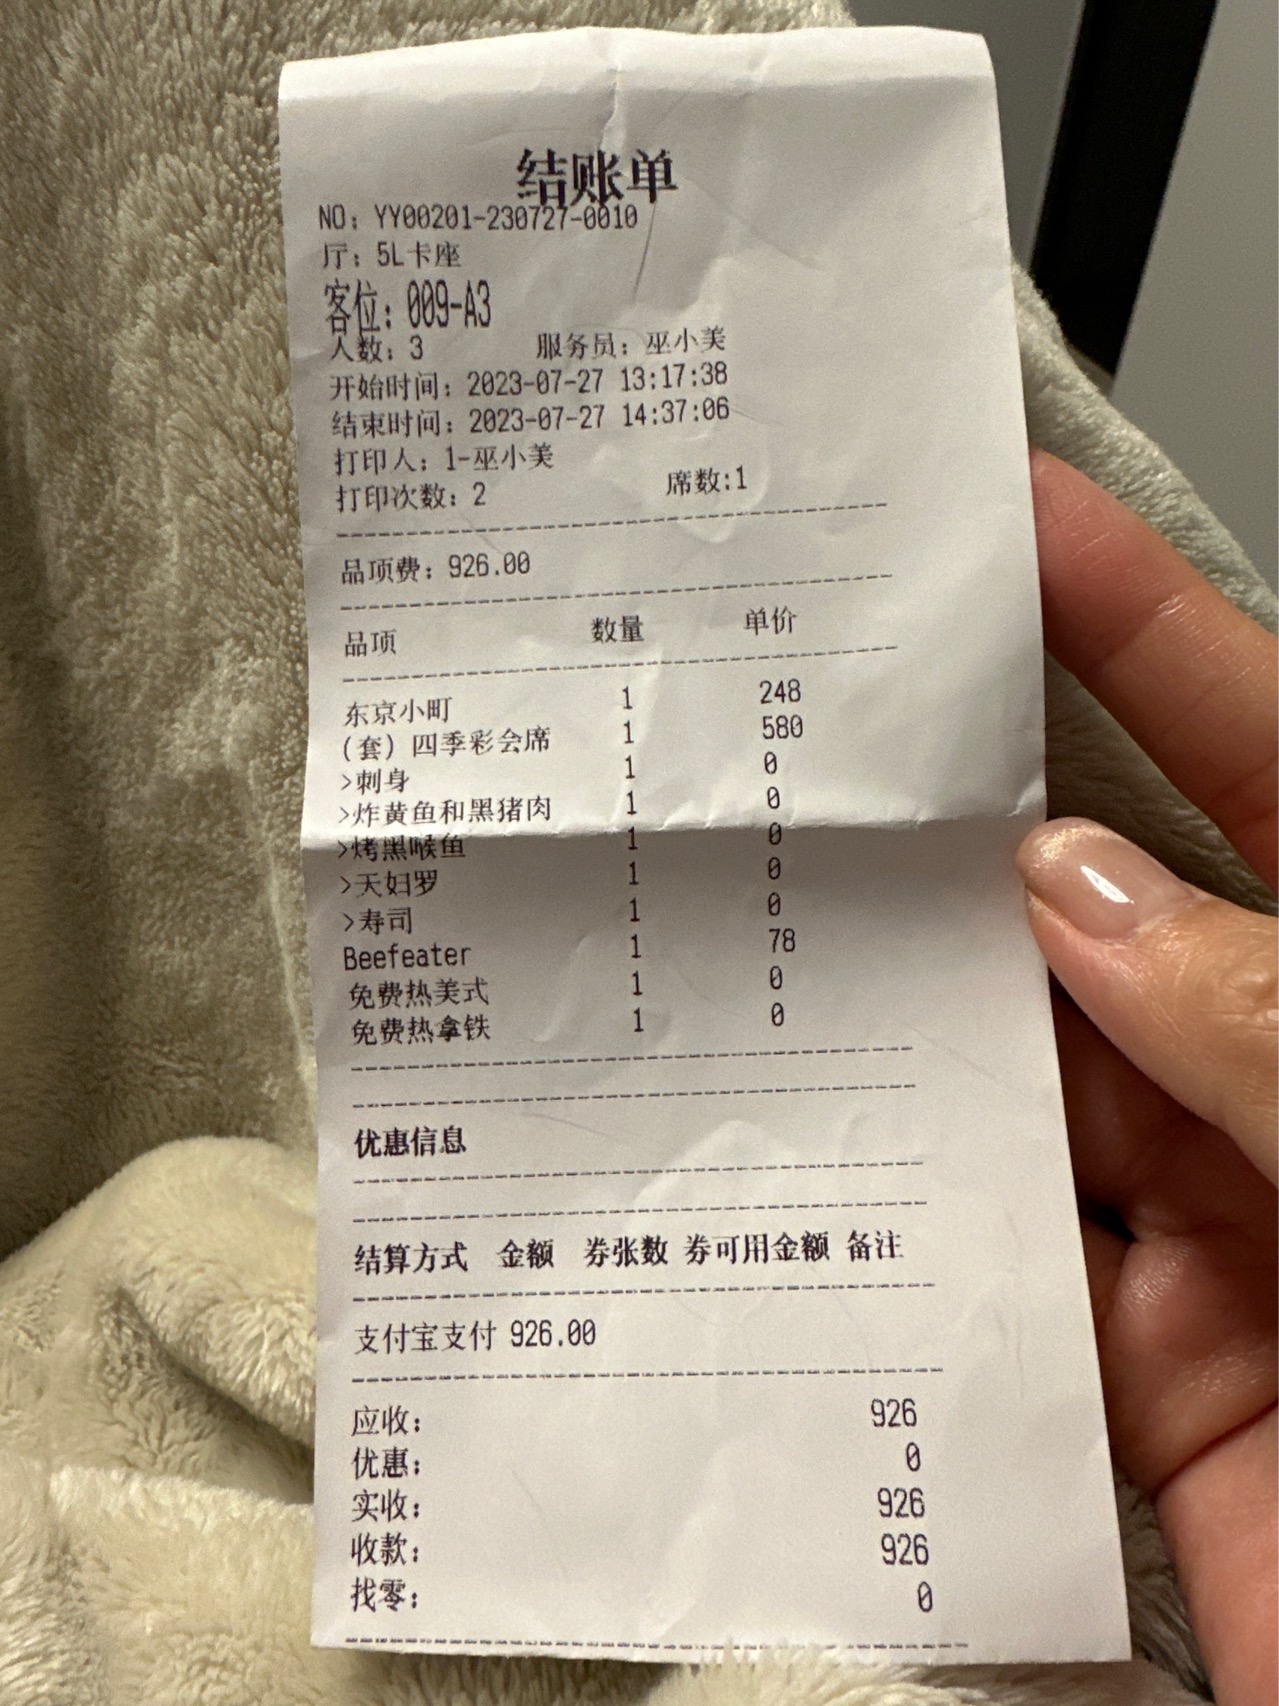 结账单
NO: YY00201-230727-0010
厅: 5L卡座
客位: 009-A3
人数: 3 服务员: 巫小美
开始时间: 2023-07-27 13:17:38
结束时间: 2023-07-27 14:37:06
打印人: 1-巫小美
打印次数: 2 席数:1
品项费: 926.00
品项 数量 单价
东京小町 1 248
(套) 四季彩会席 1 580
>刺身 1 0
>炸黄鱼和黑猪肉 1 0
>烤黑喉鱼 1 0
>天妇罗 1 0
>寿司 1 0
Beefeater 1 78
免费热美式 1 0
免费热拿铁 1 0
优惠信息
结算方式 金额 券张数 券可用金额 备注
支付宝支付 926.00
应收: 926
优惠: 0
实收: 926
收款: 926
找零: 0